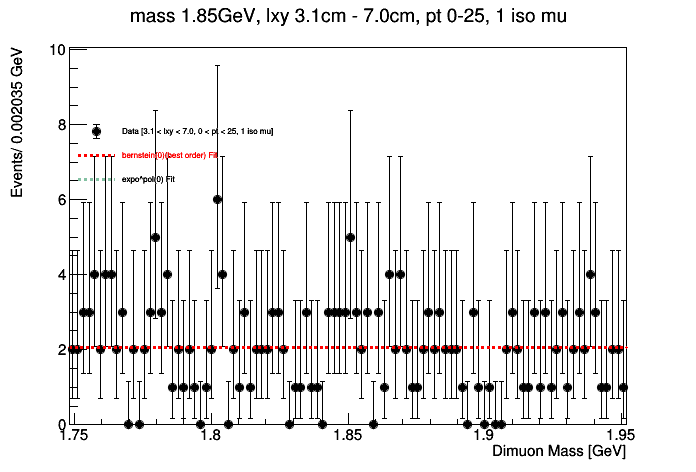 mass 1.85GeV, lxy 3.1cm - 7.0cm, pt 0-25, 1 iso mu
Events/ 0.002035 GeV
10
8
6
4
2
0
Data [3.1 < lxy < 7.0, 0 < pt < 25, 1 iso mu]
bernstein[0](best order) Fit
expo*pol(0) Fit
1.75 1.8 1.85 1.9 1.95
Dimuon Mass [GeV]